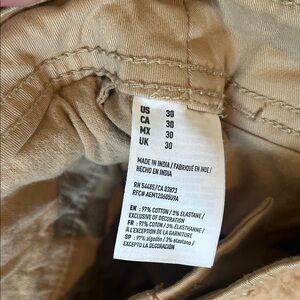 US 30
CA 30
MX 30
UK 30
MADE IN INDIA / FABRIQUÉ EN INDE /
HECHO EN INDIA
RN 54485/CA 03873
RFC# AEM120605U9A
EN : 97% COTTON / 3% ELASTANE /
EXCLUSIVE OF DECORATION
FR : 97% COTON / 3% ÉLASTHANNE /
À L'EXCEPTION DE LA GARNITURE
SP : 97% algodón / 3% elastano /
EXCEPTO LA DECORACIÓN